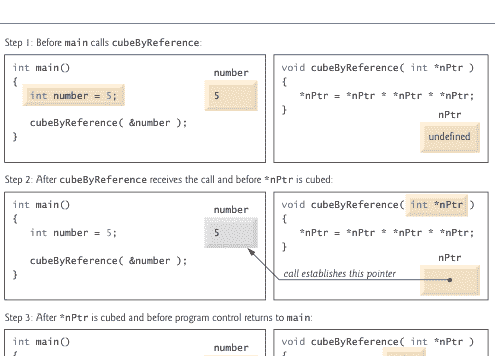 Step 1: Before main calls cubeByReference:
int main()
{
int number = 5;
cubeByReference( &number );
}
number
5
void cubeByReference( int *nPtr )
{
*nPtr = *nPtr * *nPtr * *nPtr;
}
nPtr
undefined
Step 2: After cubeByReference receives the call and before *nPtr is cubed:
int main()
{
int number = 5;
cubeByReference( &number );
}
number
5
void cubeByReference( int *nPtr )
{
*nPtr = *nPtr * *nPtr * *nPtr;
}
nPtr
call establishes this pointer
Step 3: After *nPtr is cubed and before program control returns to main:
int main()
{
number
void cubeByReference( int *nPtr )
{